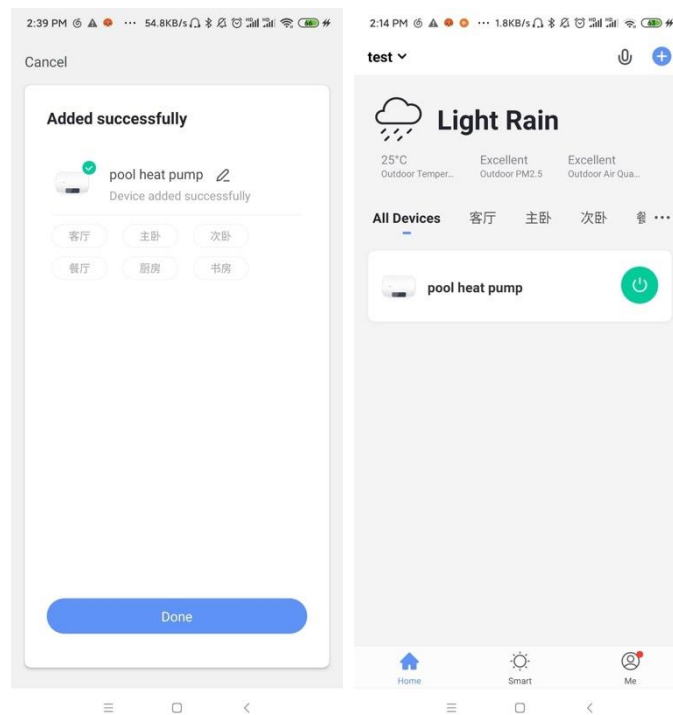 2:39 PM ··· 54.8KB/s 66
Cancel
Added successfully
pool heat pump
Device added successfully
客厅 主卧 次卧
餐厅 厨房 书房
Done
2:14 PM ··· 1.8KB/s 63
test
Light Rain
25°C Excellent Excellent
Outdoor Temper... Outdoor PM2.5 Outdoor Air Qua...
All Devices 客厅 主卧 次卧 ···
pool heat pump
Home Smart Me